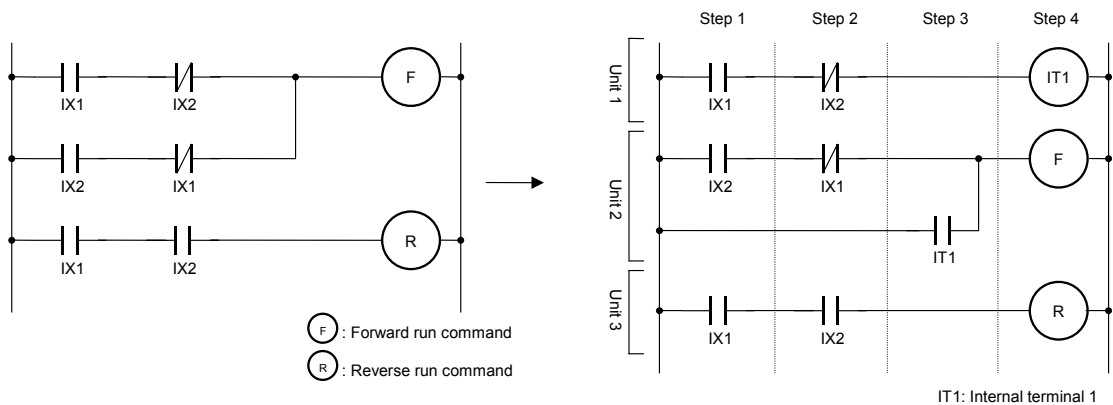 Step 1 Step 2 Step 3 Step 4
IX1 IX2 F
IX2 IX1
IX1 IX2 R
F : Forward run command
R : Reverse run command
Unit 1
IX1 IX2 IT1
Unit 2
IX2 IX1 F
IT1
Unit 3
IX1 IX2 R
IT1: Internal terminal 1